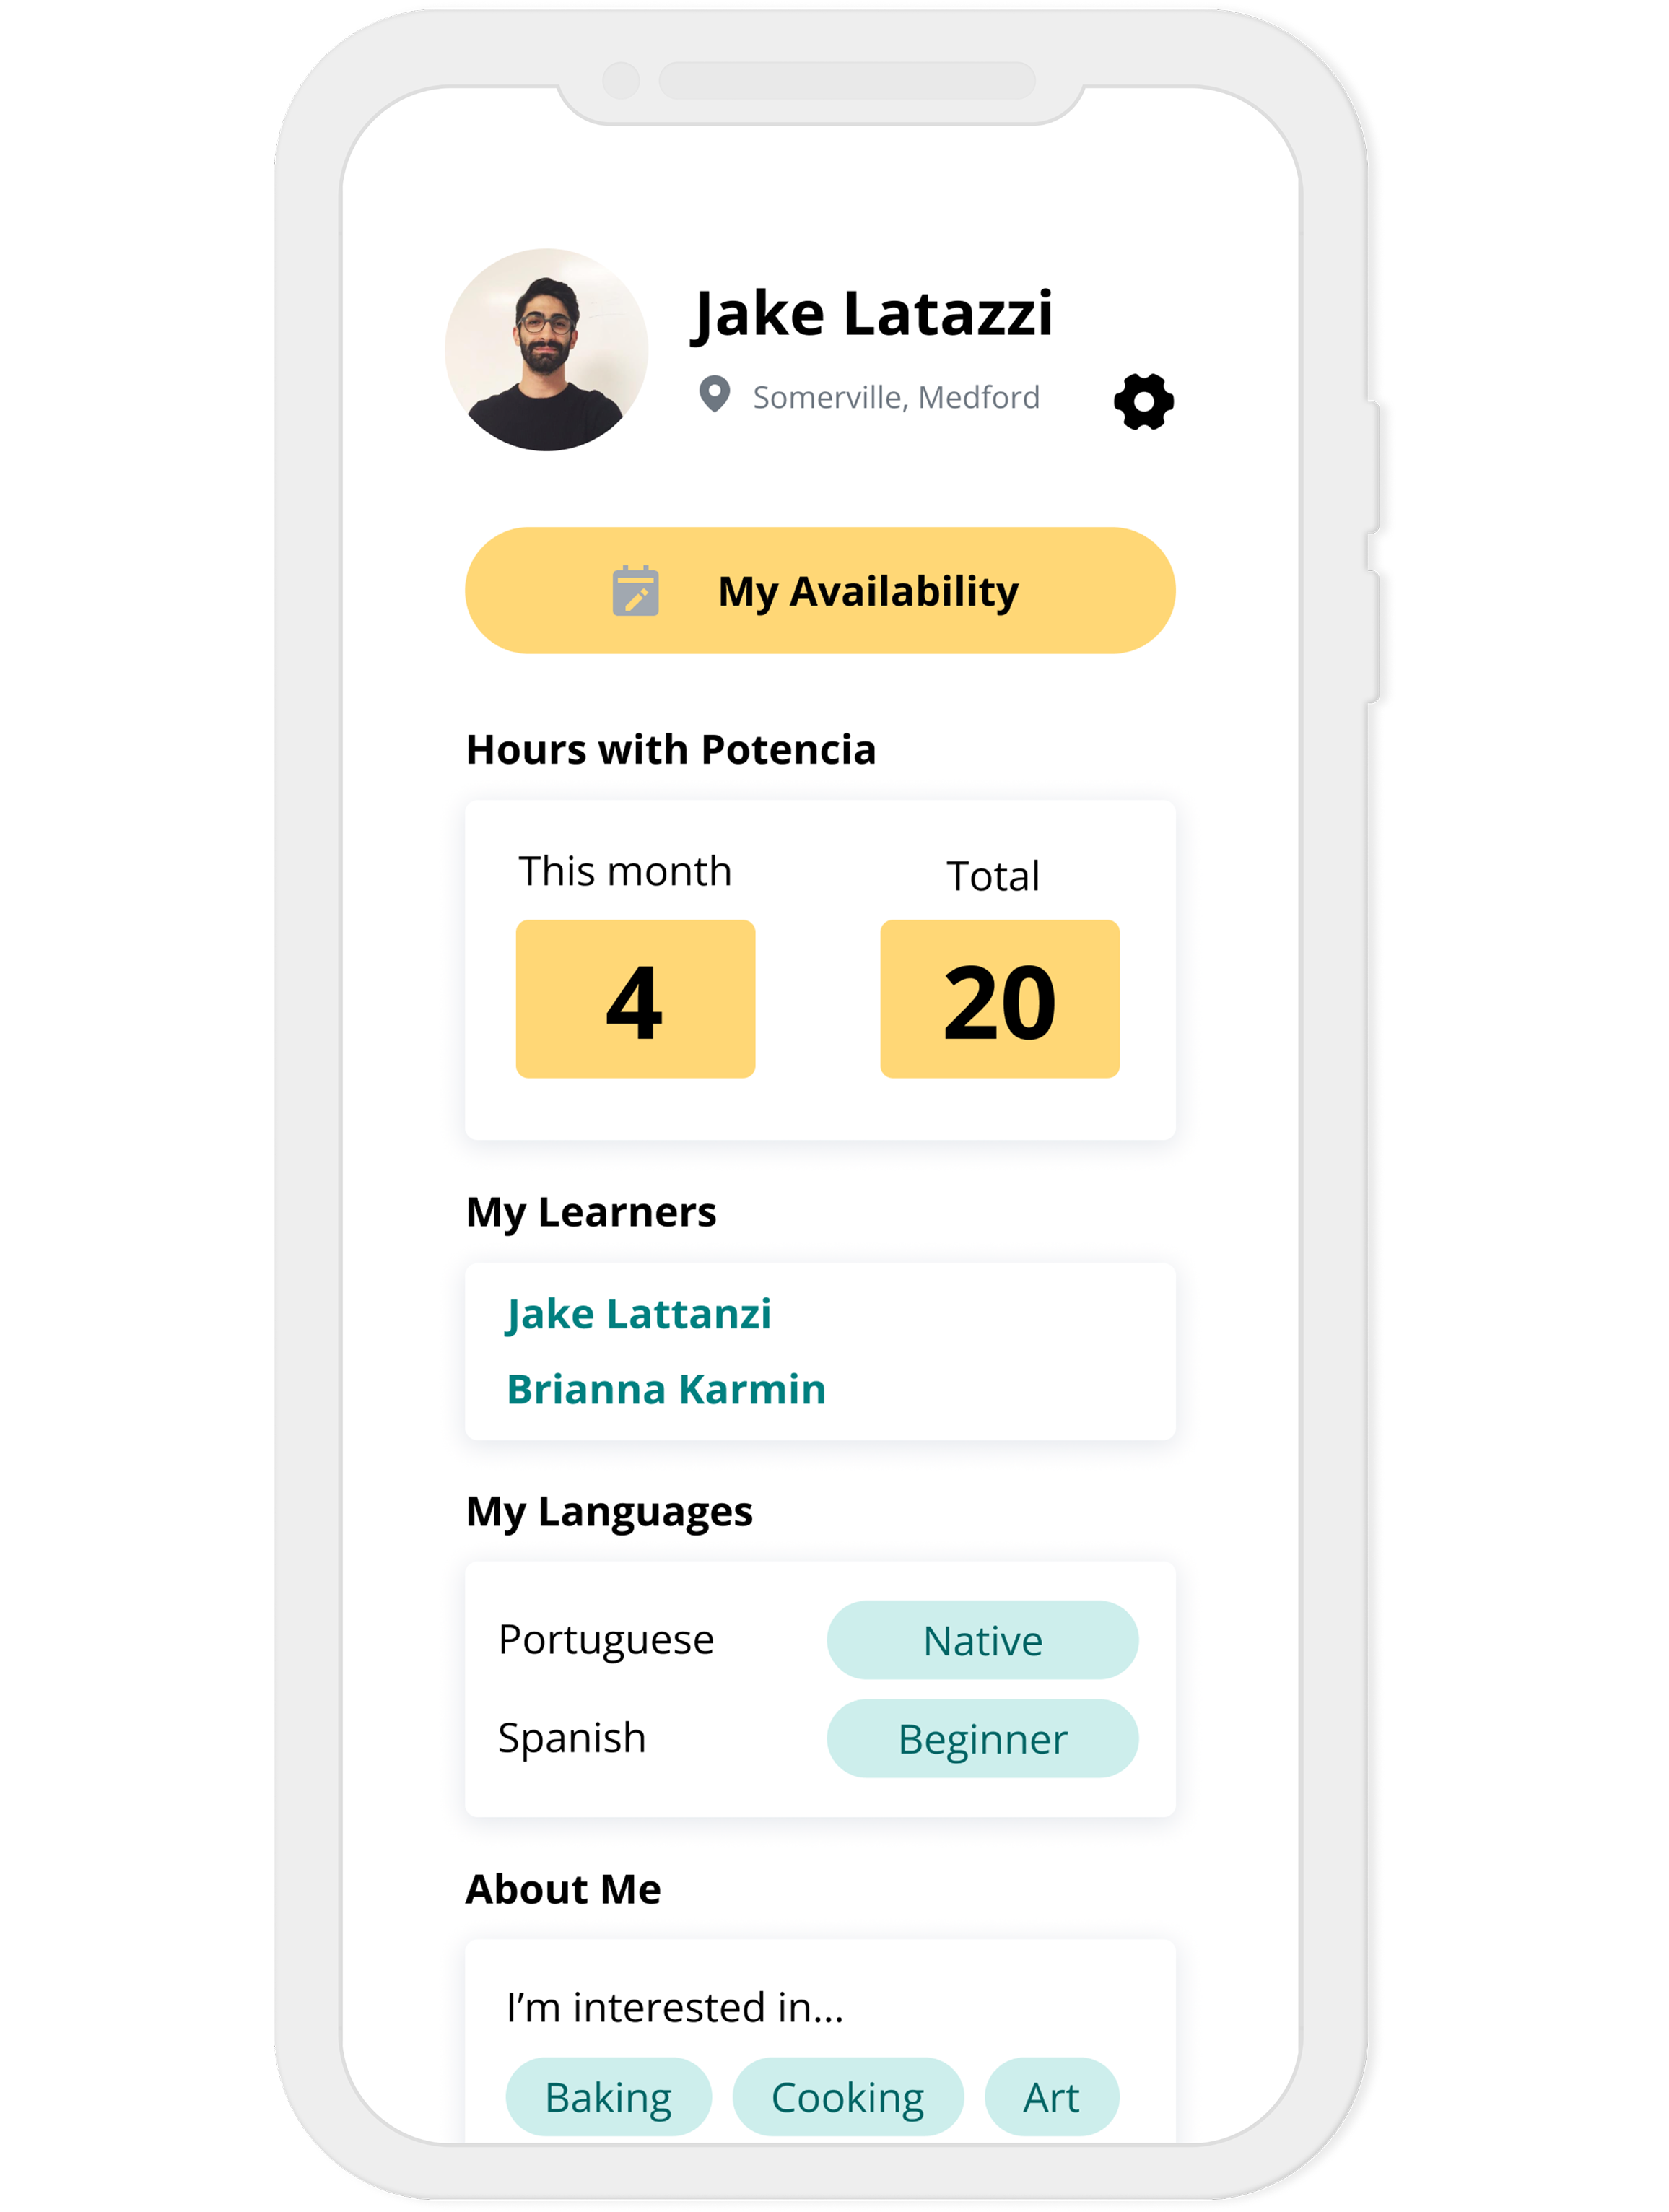 Jake Latazzi
Somerville, Medford
My Availability
Hours with Potencia
This month Total
4 20
My Learners
Jake Lattanzi
Brianna Karmin
My Languages
Portuguese Native
Spanish Beginner
About Me
I’m interested in...
Baking Cooking Art